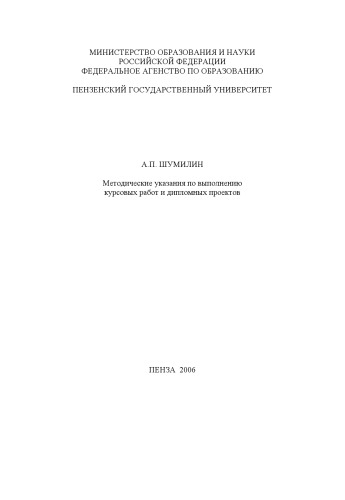 МИНИСТЕРСТВО ОБРАЗОВАНИЯ И НАУКИ
РОССИЙСКОЙ ФЕДЕРАЦИИ
ФЕДЕРАЛЬНОЕ АГЕНСТВО ПО ОБРАЗОВАНИЮ
ПЕНЗЕНСКИЙ ГОСУДАРСТВЕННЫЙ УНИВЕРСИТЕТ
А.П. ШУМИЛИН
Методические указания по выполнению
курсовых работ и дипломных проектов
ПЕНЗА 2006